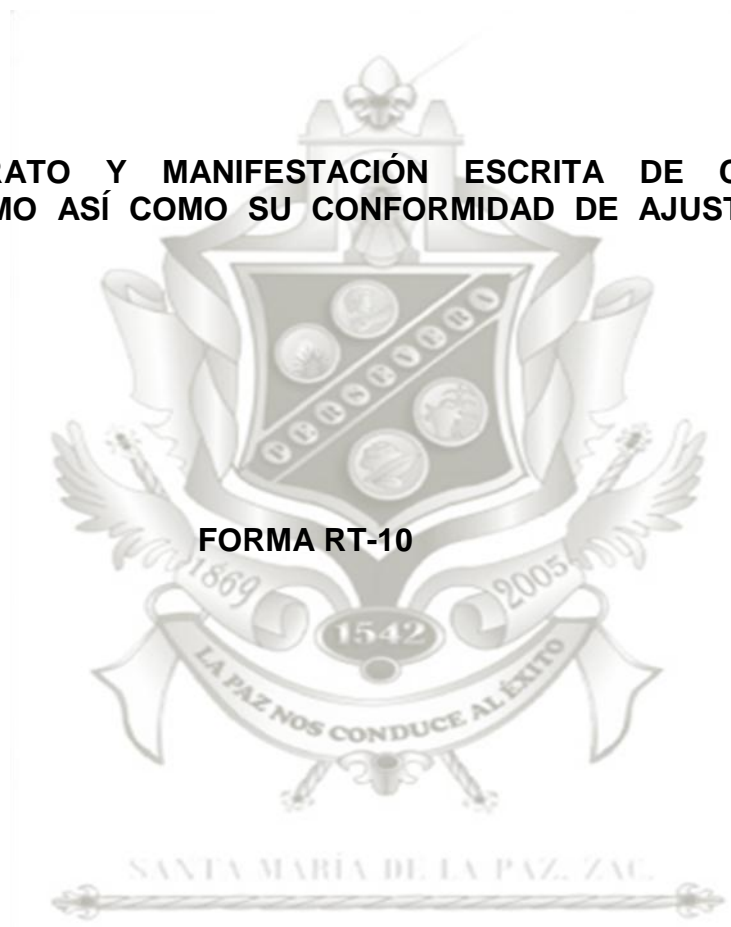 RATO Y MANIFESTACIÓN ESCRITA DE C
MO ASÍ COMO SU CONFORMIDAD DE AJUST
PERSEVERA
FORMA RT-10
1869
2005
1542
LA PAZ NOS CONDUCE AL ÉXITO
SANTA MARÍA DE LA PAZ, ZAC.